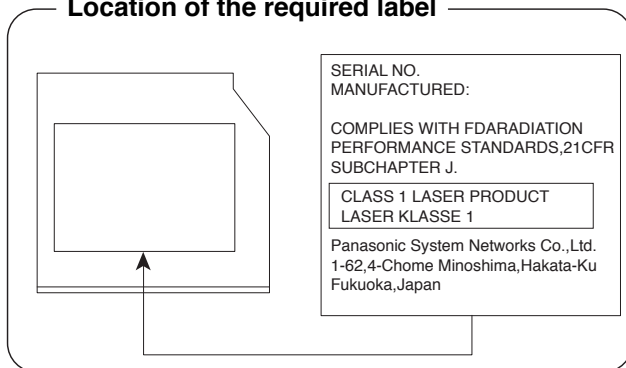 Location of the required label
SERIAL NO.
MANUFACTURED:
COMPLIES WITH FDARADIATION
PERFORMANCE STANDARDS,21CFR
SUBCHAPTER J.
CLASS 1 LASER PRODUCT
LASER KLASSE 1
Panasonic System Networks Co.,Ltd.
1-62,4-Chome Minoshima,Hakata-Ku
Fukuoka,Japan